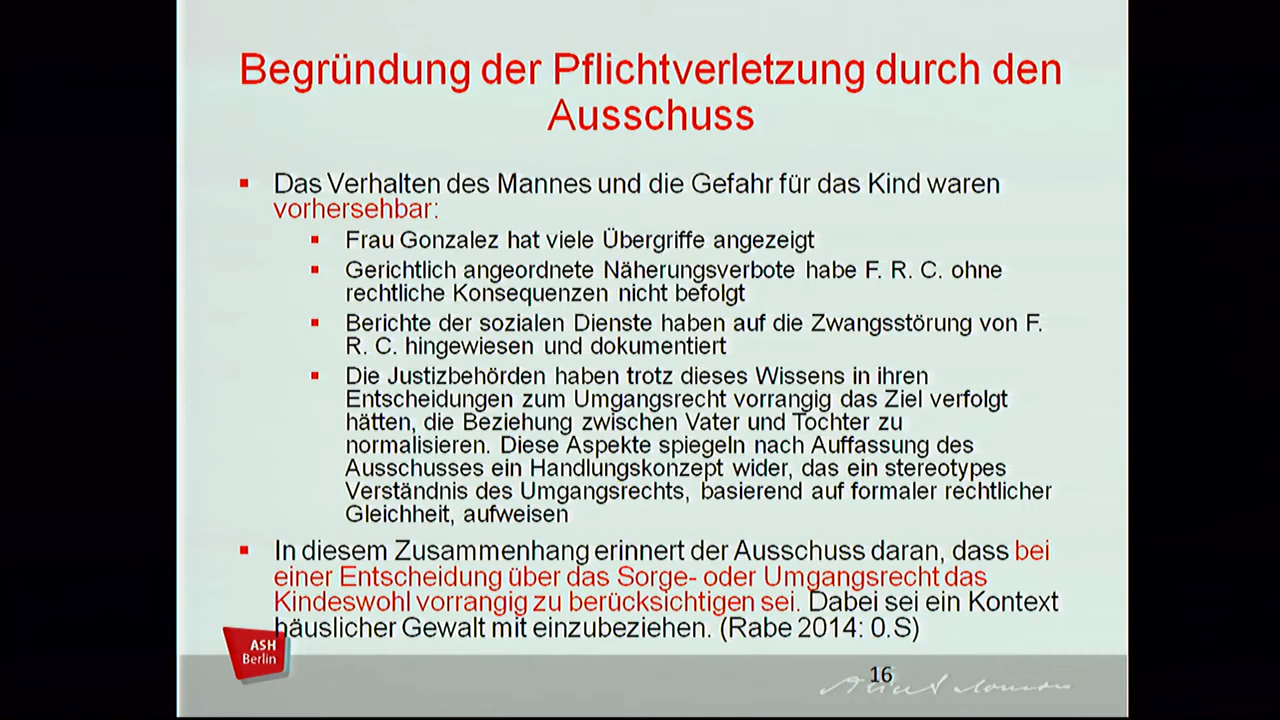 Begründung der Pflichtverletzung durch den
Ausschuss
Das Verhalten des Mannes und die Gefahr für das Kind waren
vorhersehbar:
Frau Gonzalez hat viele Übergriffe angezeigt
Gerichtlich angeordnete Näherungsverbote habe F. R. C. ohne
rechtliche Konsequenzen nicht befolgt
Berichte der sozialen Dienste haben auf die Zwangsstörung von F.
R. C. hingewiesen und dokumentiert
Die Justizbehörden haben trotz dieses Wissens in ihren
Entscheidungen zum Umgangsrecht vorrangig das Ziel verfolgt
hätten, die Beziehung zwischen Vater und Tochter zu
normalisieren. Diese Aspekte spiegeln nach Auffassung des
Ausschusses ein Handlungskonzept wider, das ein stereotypes
Verständnis des Umgangsrechts, basierend auf formaler rechtlicher
Gleichheit, aufweisen
In diesem Zusammenhang erinnert der Ausschuss daran, dass bei
einer Entscheidung über das Sorge- oder Umgangsrecht das
Kindeswohl vorrangig zu berücksichtigen sei. Dabei sei ein Kontext
häuslicher Gewalt mit einzubeziehen. (Rabe 2014: 0.S)
ASH
Berlin
16